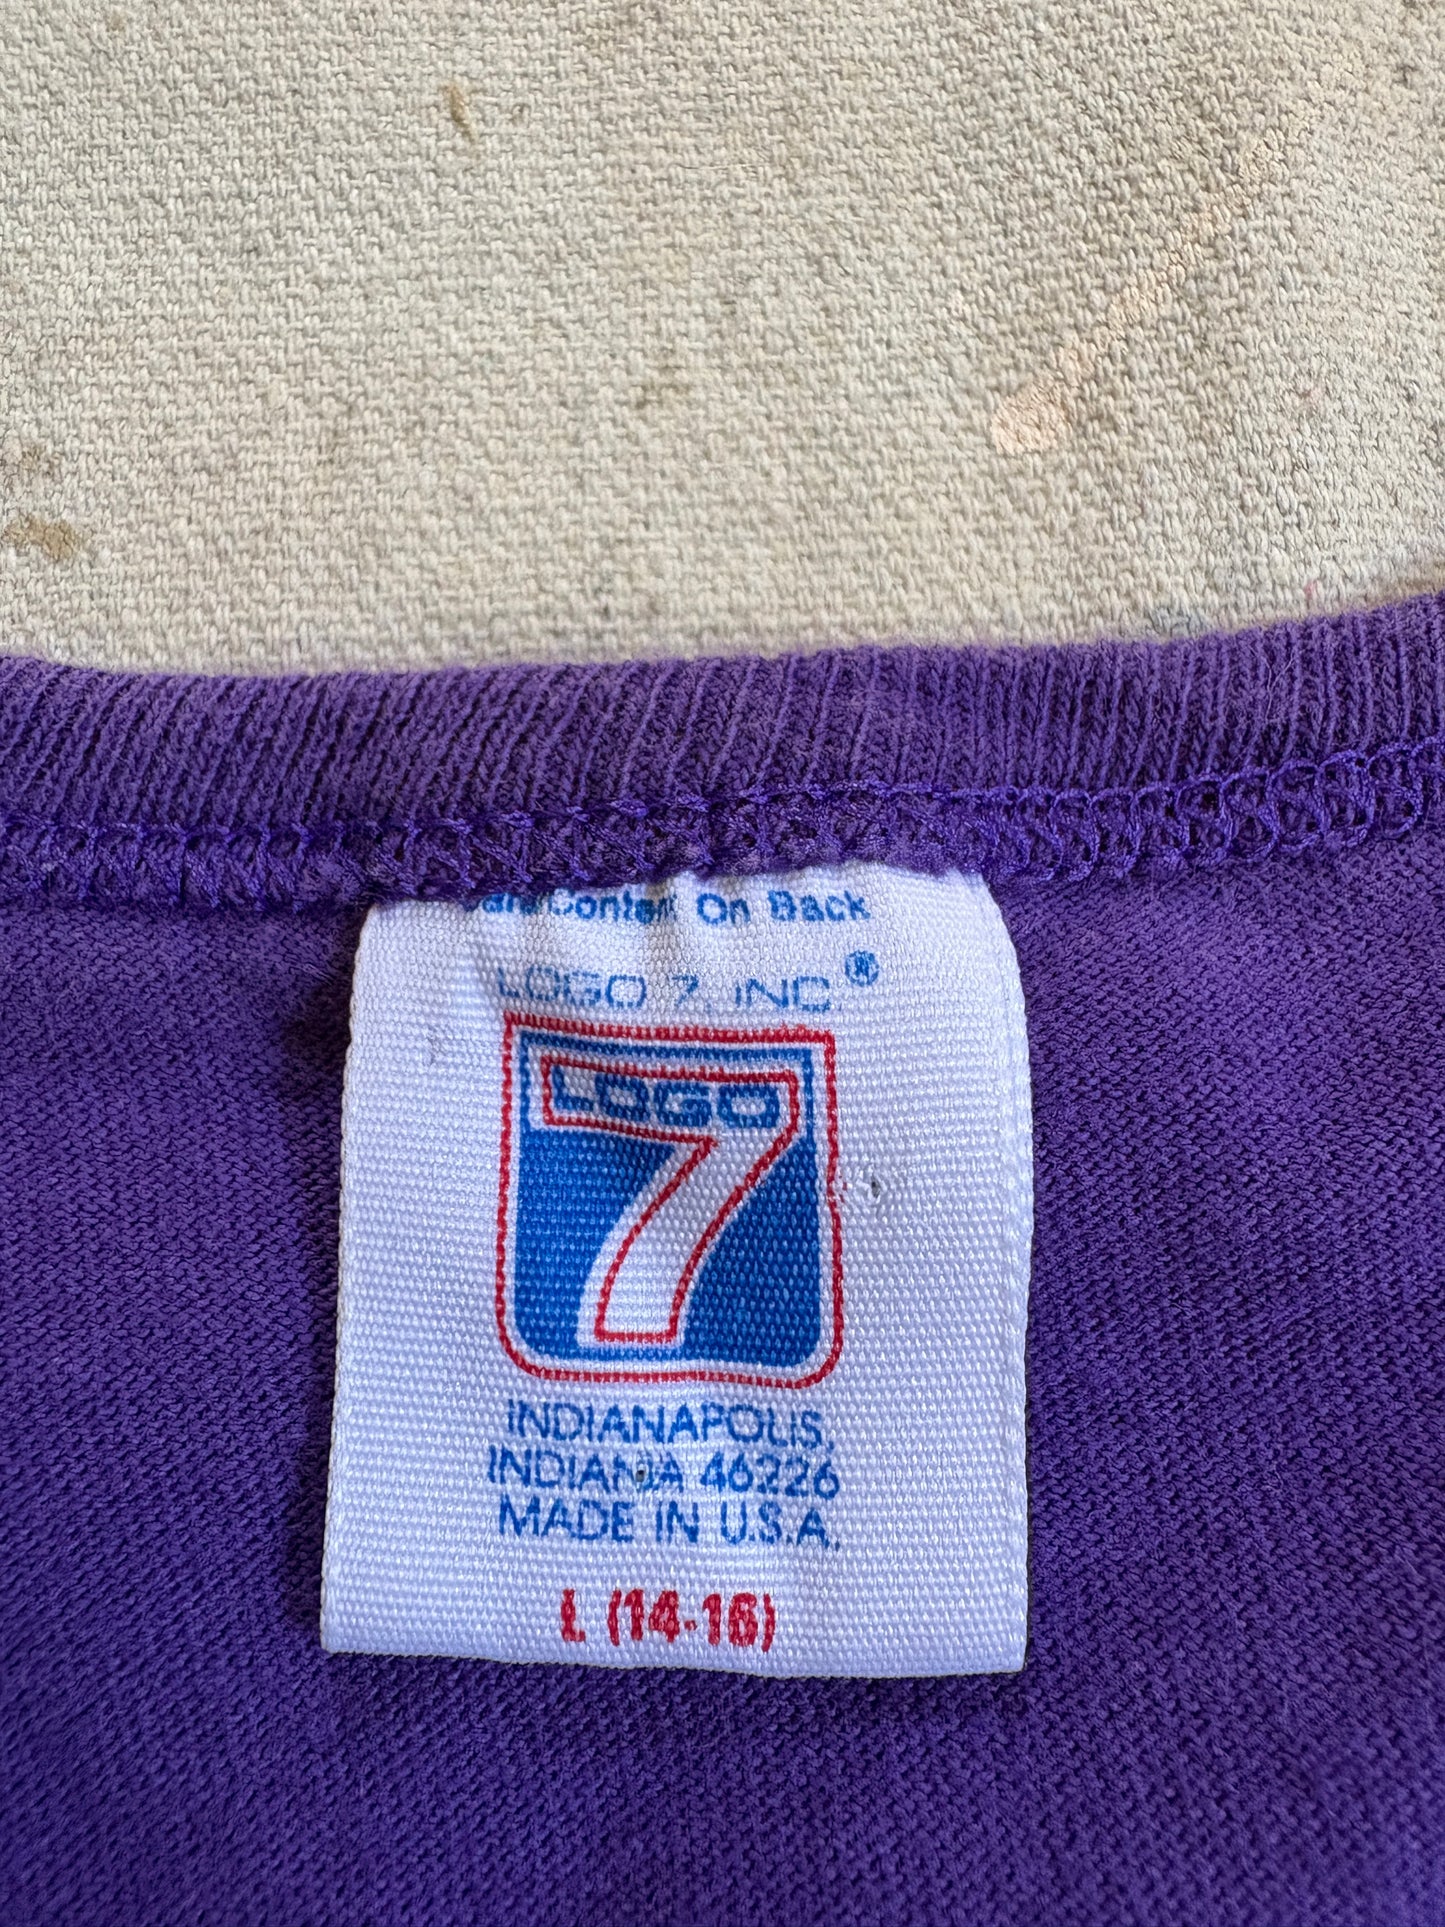 Care/Content On Back
LOGO 7, INC.®
LOGO
7
INDIANAPOLIS,
INDIANA 46226
MADE IN U.S.A.
L (14-16)